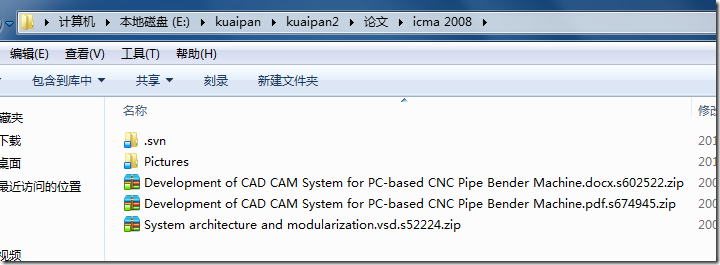 计算机 本地磁盘 (E:) kuaipan kuaipan2 论文 icma 2008
编辑(E) 查看(V) 工具(T) 帮助(H)
包含到库中 共享 刻录 新建文件夹
名称 修改
藏夹
.svn 201
下载
Pictures 201
桌面
Development of CAD CAM System for PC-based CNC Pipe Bender Machine.docx.s602522.zip 200
最近访问的位置
Development of CAD CAM System for PC-based CNC Pipe Bender Machine.pdf.s674945.zip 200
System architecture and modularization.vsd.s52224.zip 200
视频